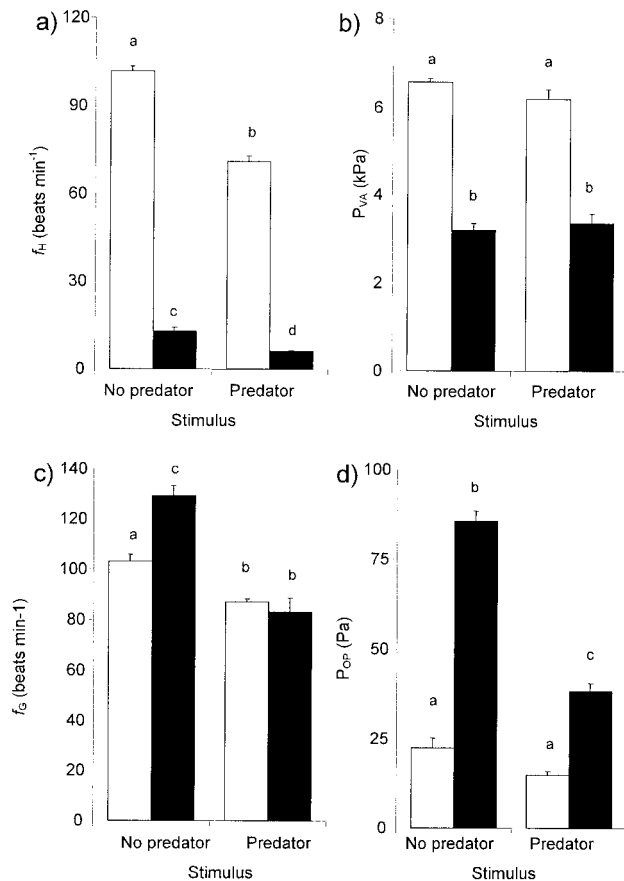 a)
120
90
60
30
0
fH (beats min-1)
a
b
c
d
No predator Predator
Stimulus
b)
8
6
4
2
0
PVA (kPa)
a
a
b
b
No predator Predator
Stimulus
c)
140
120
100
80
60
40
20
0
fG (beats min-1)
a
c
b b
No predator Predator
Stimulus
d)
100
75
50
25
0
POP (Pa)
a
b
a
c
No predator Predator
Stimulus